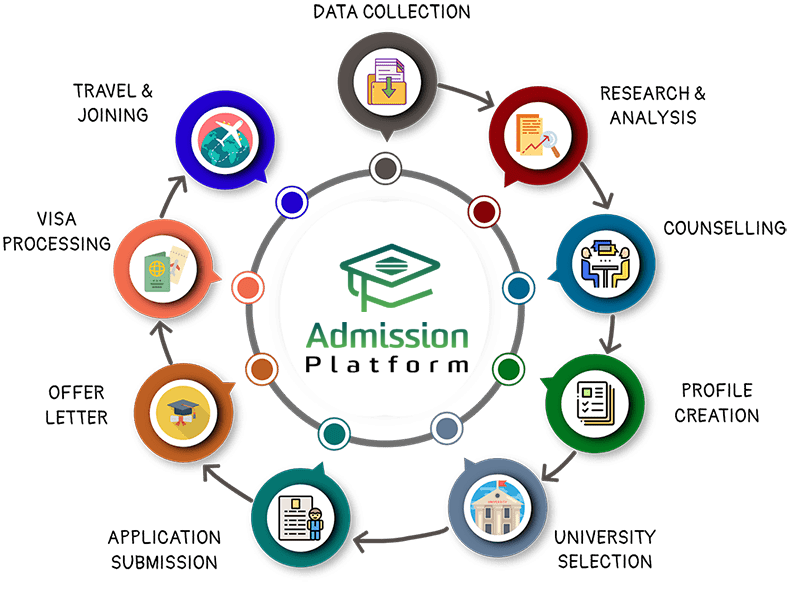 DATA COLLECTION
RESEARCH &
ANALYSIS
COUNSELLING
PROFILE
CREATION
UNIVERSITY
SELECTION
APPLICATION
SUBMISSION
OFFER
LETTER
VISA
PROCESSING
TRAVEL &
JOINING
Admission
Platform